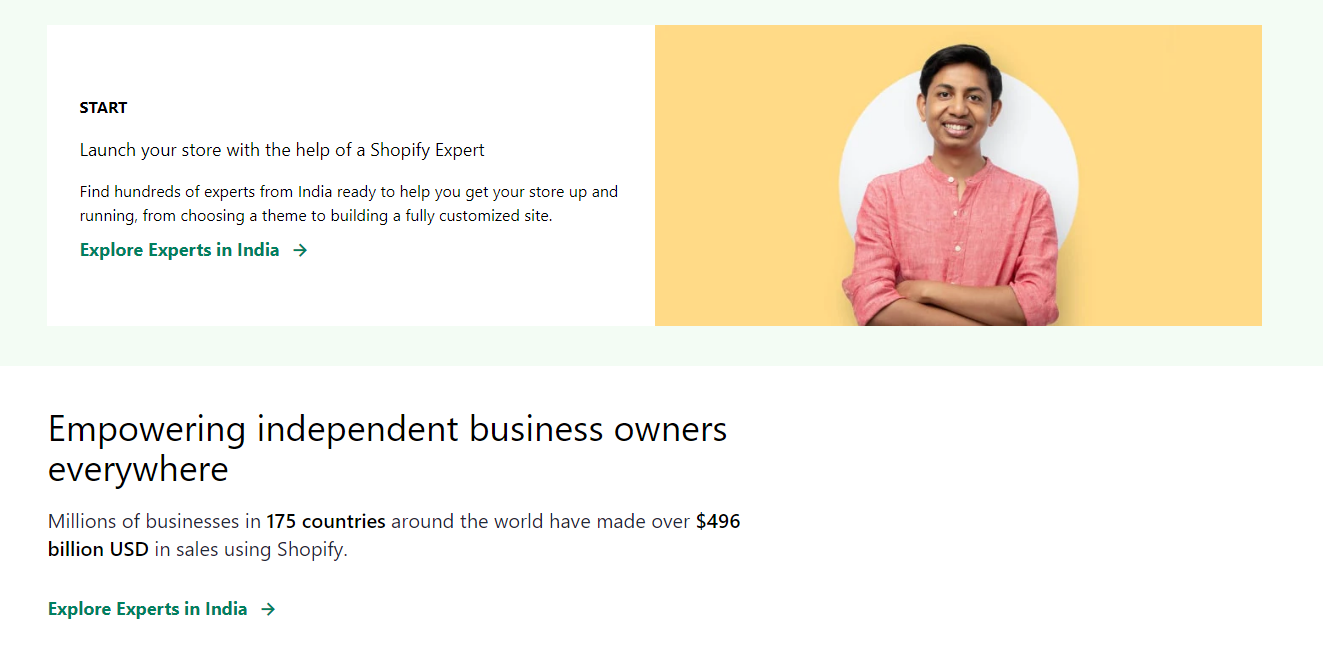 START
Launch your store with the help of a Shopify Expert
Find hundreds of experts from India ready to help you get your store up and
running, from choosing a theme to building a fully customized site.
Explore Experts in India →
Empowering independent business owners
everywhere
Millions of businesses in 175 countries around the world have made over $496
billion USD in sales using Shopify.
Explore Experts in India →